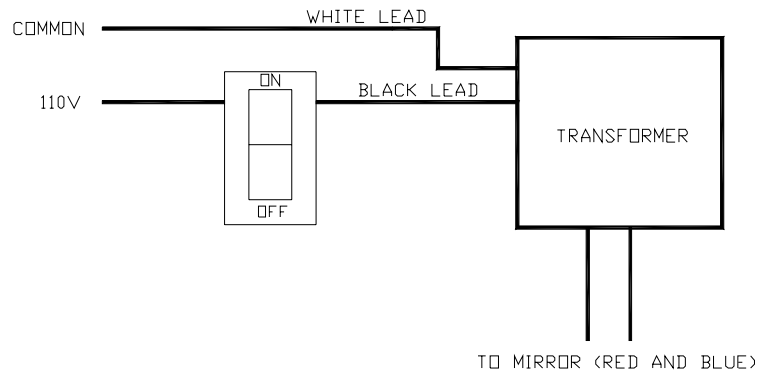 WHITE LEAD
COMMON
ON
BLACK LEAD
110V
TRANSFORMER
OFF
TO MIRROR (RED AND BLUE)